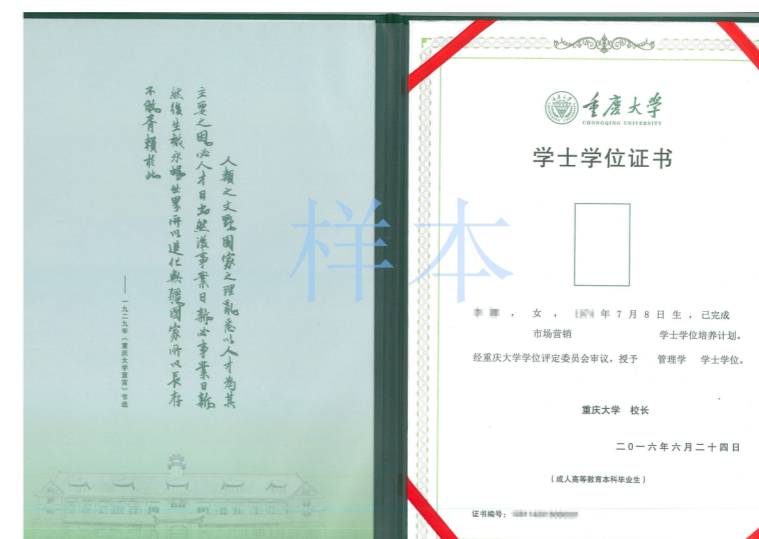 人類之文野國家之理亂悉以人才為其
主要之因必人才日出然後事業日新必事業日新
然後生機永暢世界所以進化與疆國家所以長存
不敝胥賴於此
——一九二九年《重庆大学宣言》节选
样本
重庆大学
CHONGQING UNIVERSITY
学士学位证书
, 女 , 年 7 月 8 日 生 , 已完成
市场营销 学士学位培养计划。
经重庆大学学位评定委员会审议, 授予 管理学 学士学位。
重庆大学 校长
二〇一六年六月二十四日
(成人高等教育本科毕业生)
证书编号: